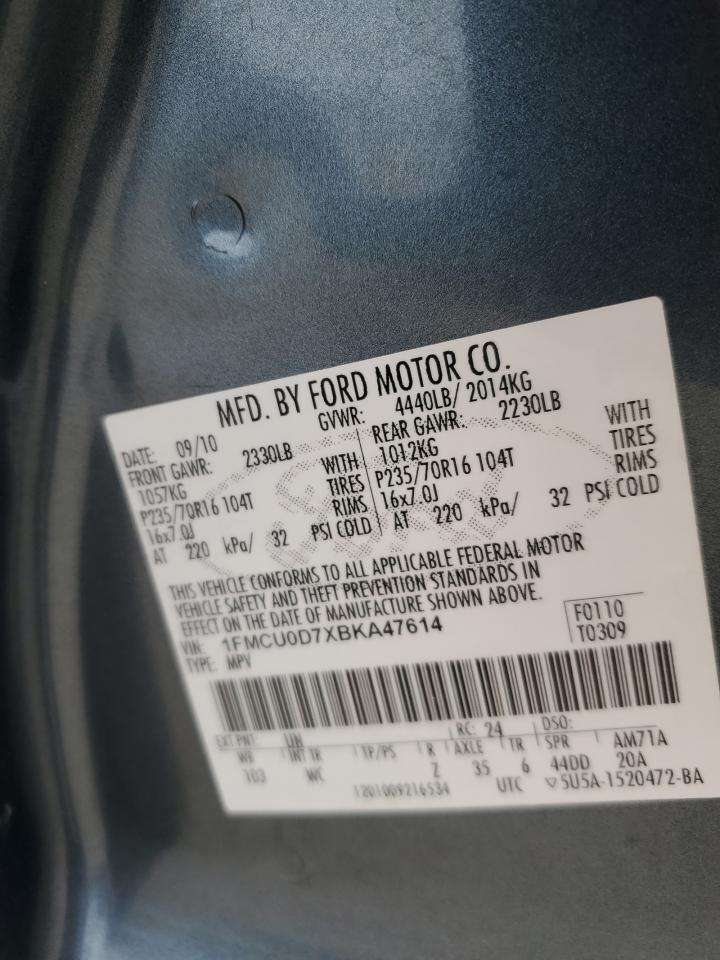 MFD. BY FORD MOTOR CO.
DATE: 09/10 GVWR: 4440LB/ 2014KG
FRONT GAWR: 2330LB REAR GAWR: 2230LB
1057KG WITH 1012KG WITH
P235/70R16 104T TIRES P235/70R16 104T TIRES
16x7.0J RIMS 16x7.0J RIMS
AT 220 kPa/ 32 PSI COLD AT 220 kPa/ 32 PSI COLD
THIS VEHICLE CONFORMS TO ALL APPLICABLE FEDERAL MOTOR
VEHICLE SAFETY AND THEFT PREVENTION STANDARDS IN
EFFECT ON THE DATE OF MANUFACTURE SHOWN ABOVE.
VIN: 1FMCU0D7XBKA47614 F0110
TYPE: MPV T0309
EXT PNT: UN RC: 24 DSO:
WB INT TR TP/PS R AXLE TR SPR AM71A
103 WC Z 35 6 44DD 20A
1201009216534 UTC ▽5U5A-1520472-BA